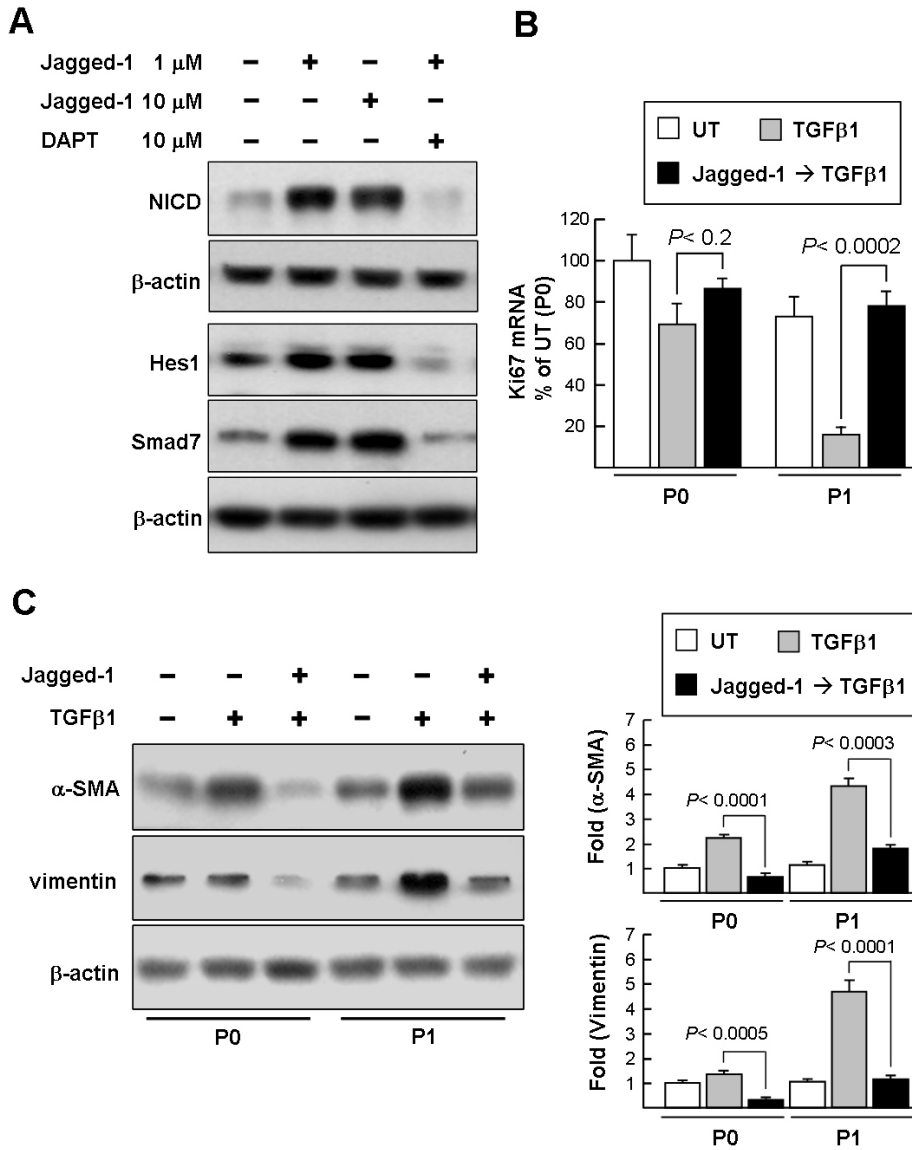 A
Jagged-1 1 μM − + − +
Jagged-1 10 μM − − + −
DAPT 10 μM − − − +
NICD
β-actin
Hes1
Smad7
β-actin
B
UT TGFβ1
Jagged-1 → TGFβ1
Ki67 mRNA
% of UT (P0)
120
100
80
60
40
20
P< 0.2
P< 0.0002
P0 P1
C
Jagged-1 − − + − − +
TGFβ1 − + + − + +
α-SMA
vimentin
β-actin
P0 P1
UT TGFβ1
Jagged-1 → TGFβ1
Fold (α-SMA)
7
6
5
4
3
2
1
P< 0.0001
P< 0.0003
P0 P1
Fold (Vimentin)
7
6
5
4
3
2
1
P< 0.0005
P< 0.0001
P0 P1